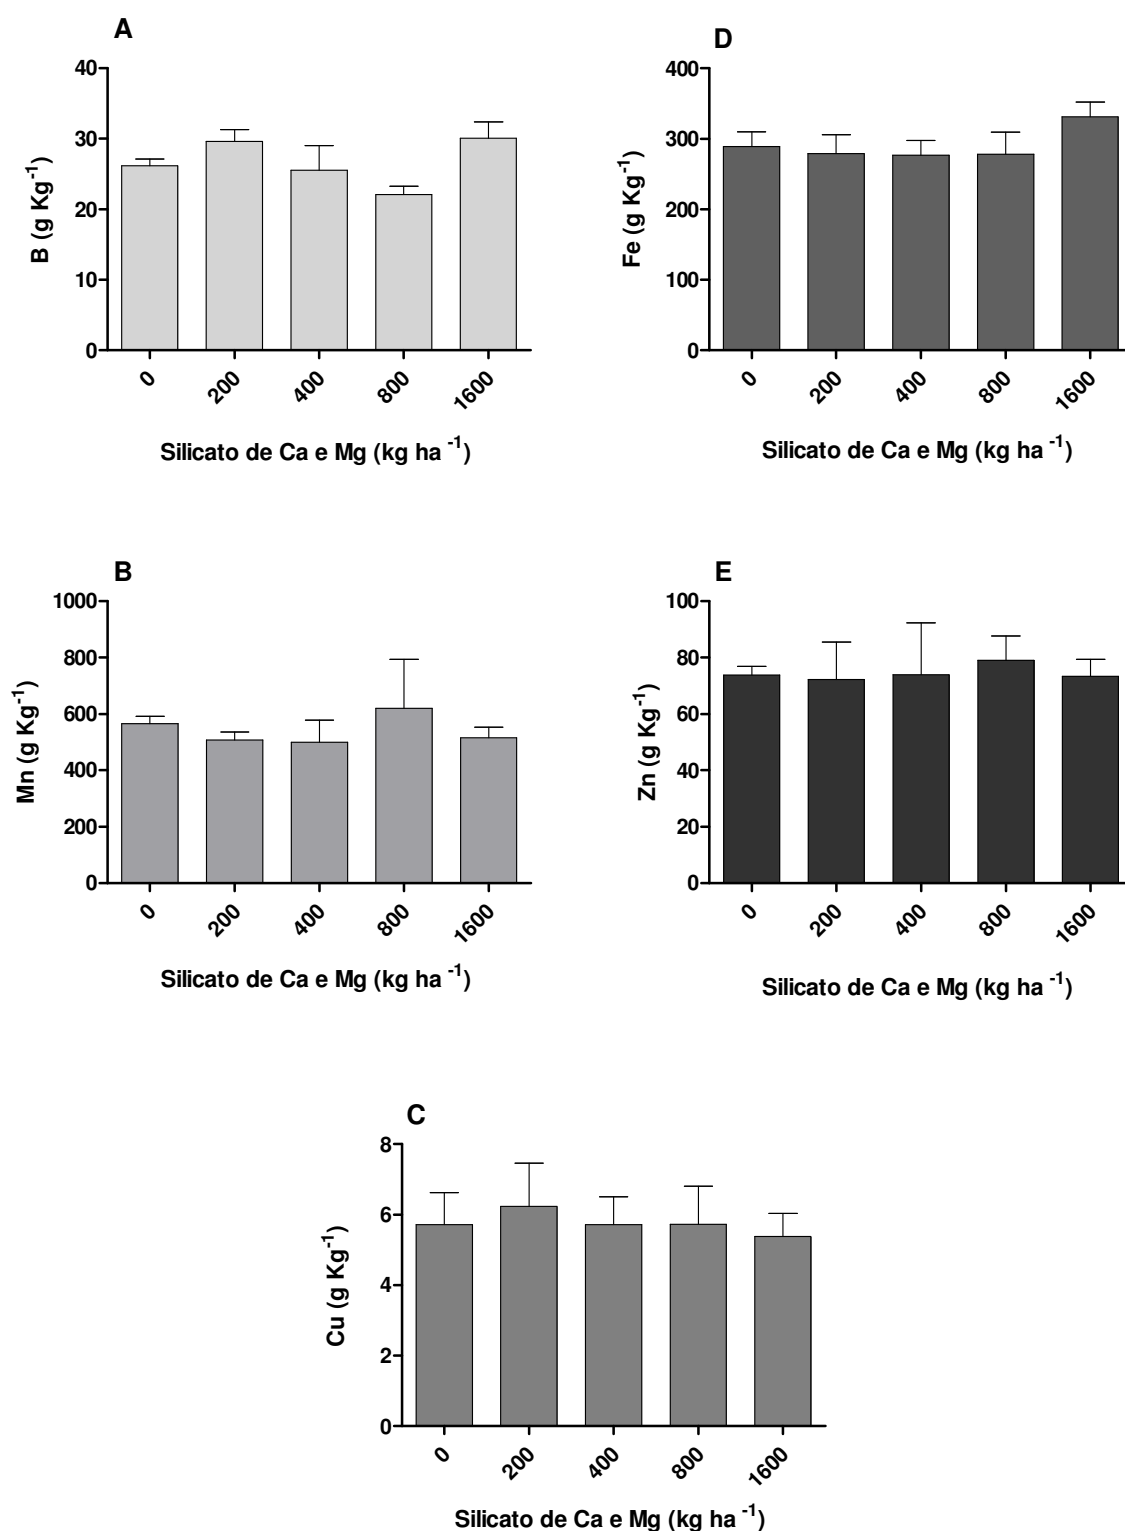 A
B (g Kg-1)
40
30
20
10
0
0 200 400 800 1600
Silicato de Ca e Mg (kg ha -1)
D
Fe (g Kg-1)
400
300
200
100
0
0 200 400 800 1600
Silicato de Ca e Mg (kg ha -1)
B
Mn (g Kg-1)
1000
800
600
400
200
0
0 200 400 800 1600
Silicato de Ca e Mg (kg ha -1)
E
Zn (g Kg-1)
100
80
60
40
20
0
0 200 400 800 1600
Silicato de Ca e Mg (kg ha -1)
C
Cu (g Kg-1)
8
6
4
2
0
0 200 400 800 1600
Silicato de Ca e Mg (kg ha -1)